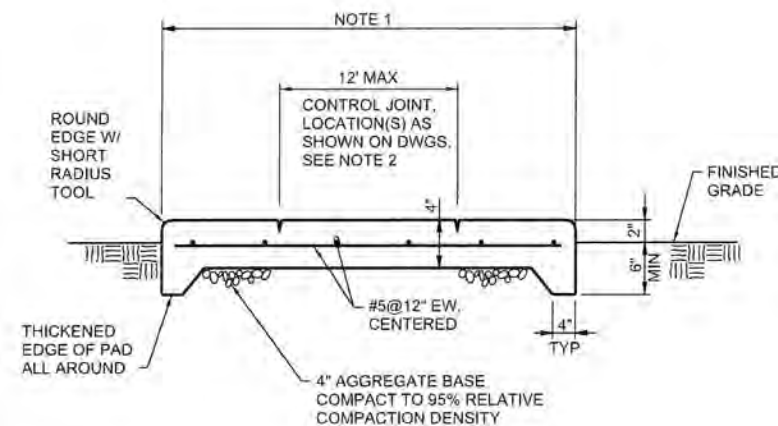 NOTE 1
12' MAX
CONTROL JOINT,
LOCATION(S) AS
SHOWN ON DWGS,
SEE NOTE 2
ROUND
EDGE W/
SHORT
RADIUS
TOOL
FINISHED
GRADE
4"
2"
6"
MIN
#5@12" EW,
CENTERED
4"
TYP
THICKENED
EDGE OF PAD
ALL AROUND
4" AGGREGATE BASE
COMPACT TO 95% RELATIVE
COMPACTION DENSITY